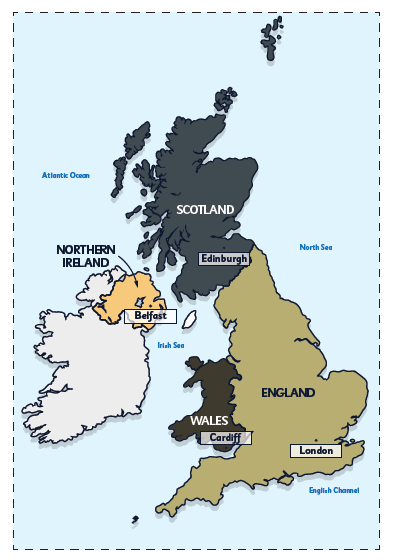 Atlantic Ocean
SCOTLAND
NORTHERN
IRELAND
North Sea
Edinburgh
Belfast
Irish Sea
ENGLAND
WALES
Cardiff
London
English Channel